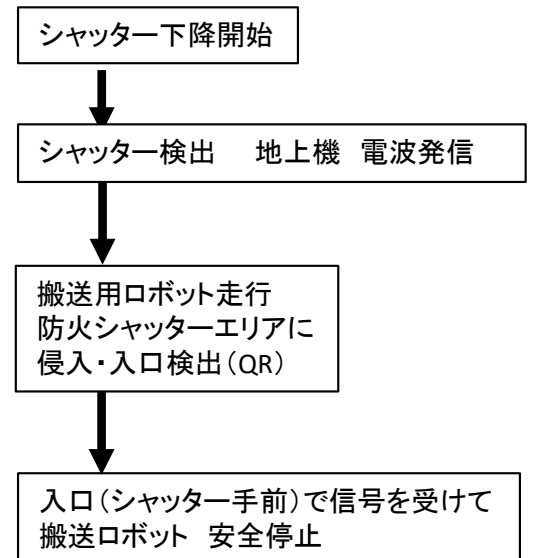 シャッター下降開始
シャッター検出　地上機　電波発信
搬送用ロボット走行
防火シャッターエリアに
侵入・入口検出（QR）
入口（シャッター手前）で信号を受けて
搬送ロボット　安全停止